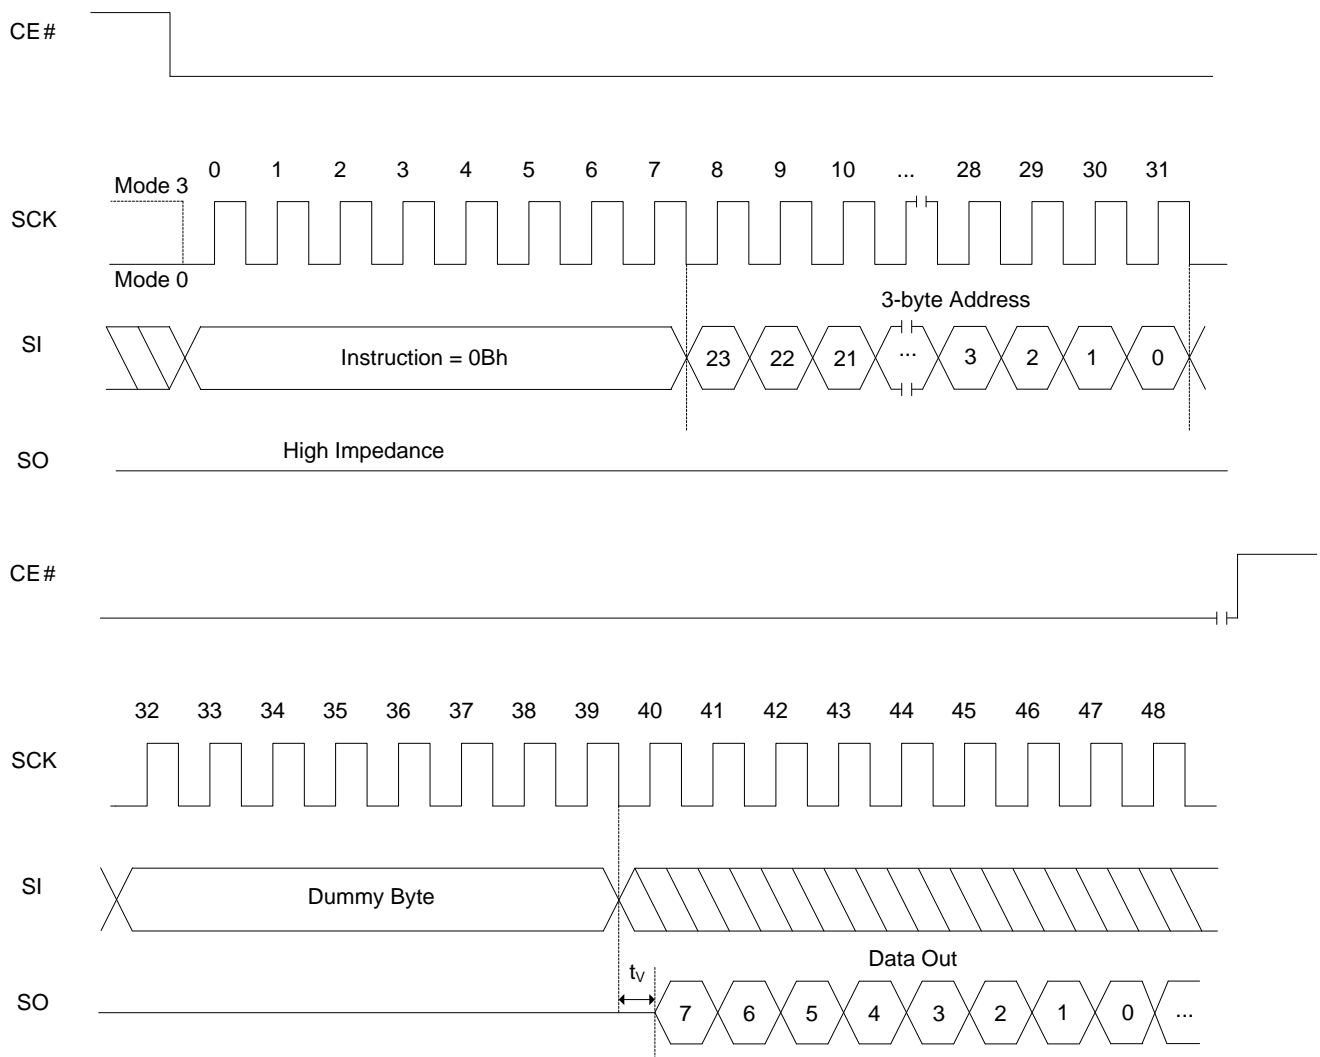 CE#
0 1 2 3 4 5 6 7 8 9 10 ... 28 29 30 31
Mode 3
SCK
Mode 0
3-byte Address
SI
Instruction = 0Bh
23 22 21 ... 3 2 1 0
High Impedance
SO
CE#
32 33 34 35 36 37 38 39 40 41 42 43 44 45 46 47 48
SCK
SI
Dummy Byte
Data Out
tV
SO
7 6 5 4 3 2 1 0 ...